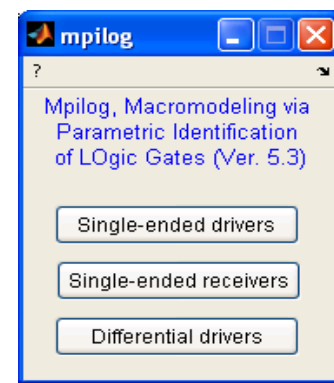 mpilog
?
Mpilog, Macromodeling via
Parametric Identification
of LOgic Gates (Ver. 5.3)
Single-ended drivers
Single-ended receivers
Differential drivers